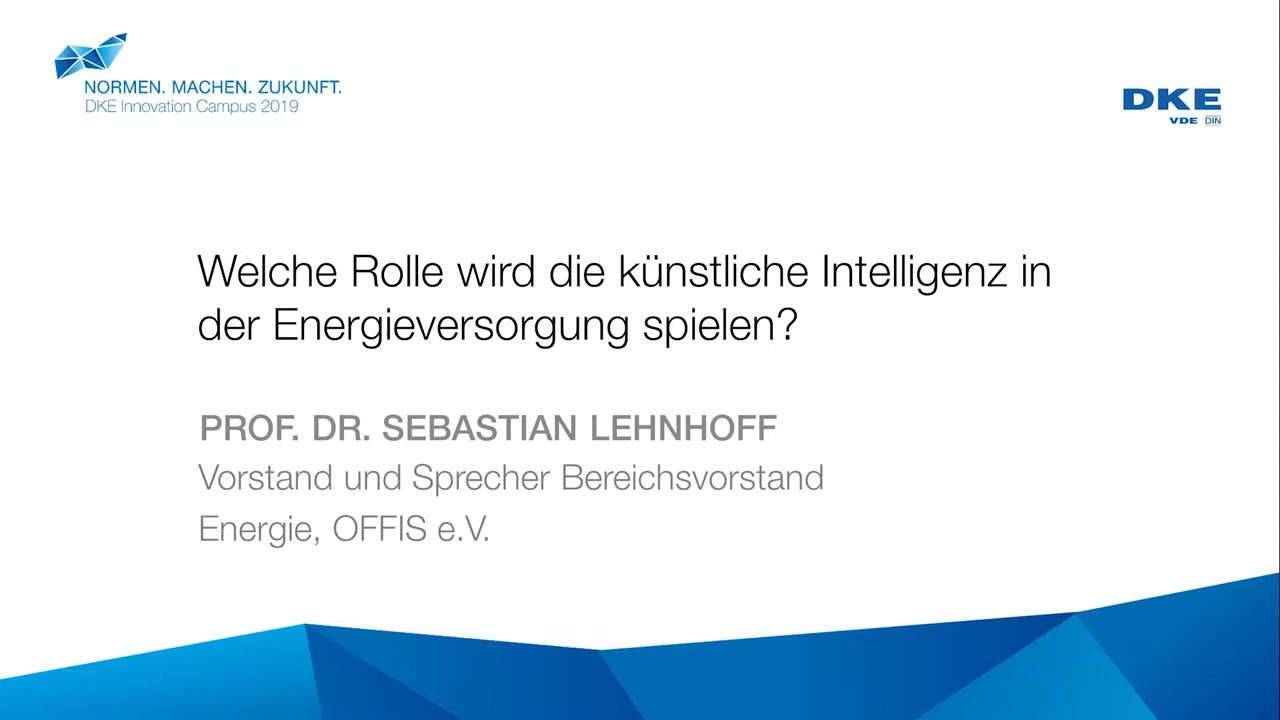 NORMEN. MACHEN. ZUKUNFT.
DKE Innovation Campus 2019
DKE
VDE DIN
Welche Rolle wird die künstliche Intelligenz in
der Energieversorgung spielen?
PROF. DR. SEBASTIAN LEHNHOFF
Vorstand und Sprecher Bereichsvorstand
Energie, OFFIS e.V.